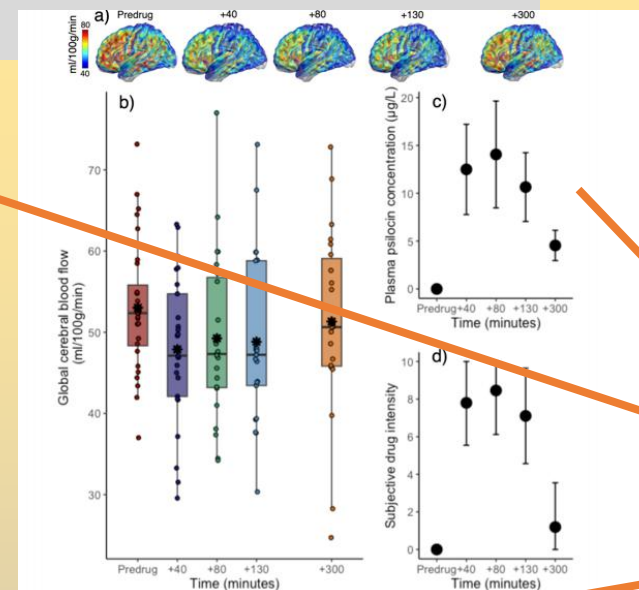 a)
Predrug +40 +80 +130 +300
ml/100g/min
80
40
b)
Global cerebral blood flow
(ml/100g/min)
70
60
50
40
30
Predrug +40 +80 +130 +300
Time (minutes)
c)
Plasma psilocin concentration (µg/L)
20
15
10
5
0
Predrug +40 +80 +130 +300
Time (minutes)
d)
Subjective drug intensity
10
8
6
4
2
0
Predrug +40 +80 +130 +300
Time (minutes)